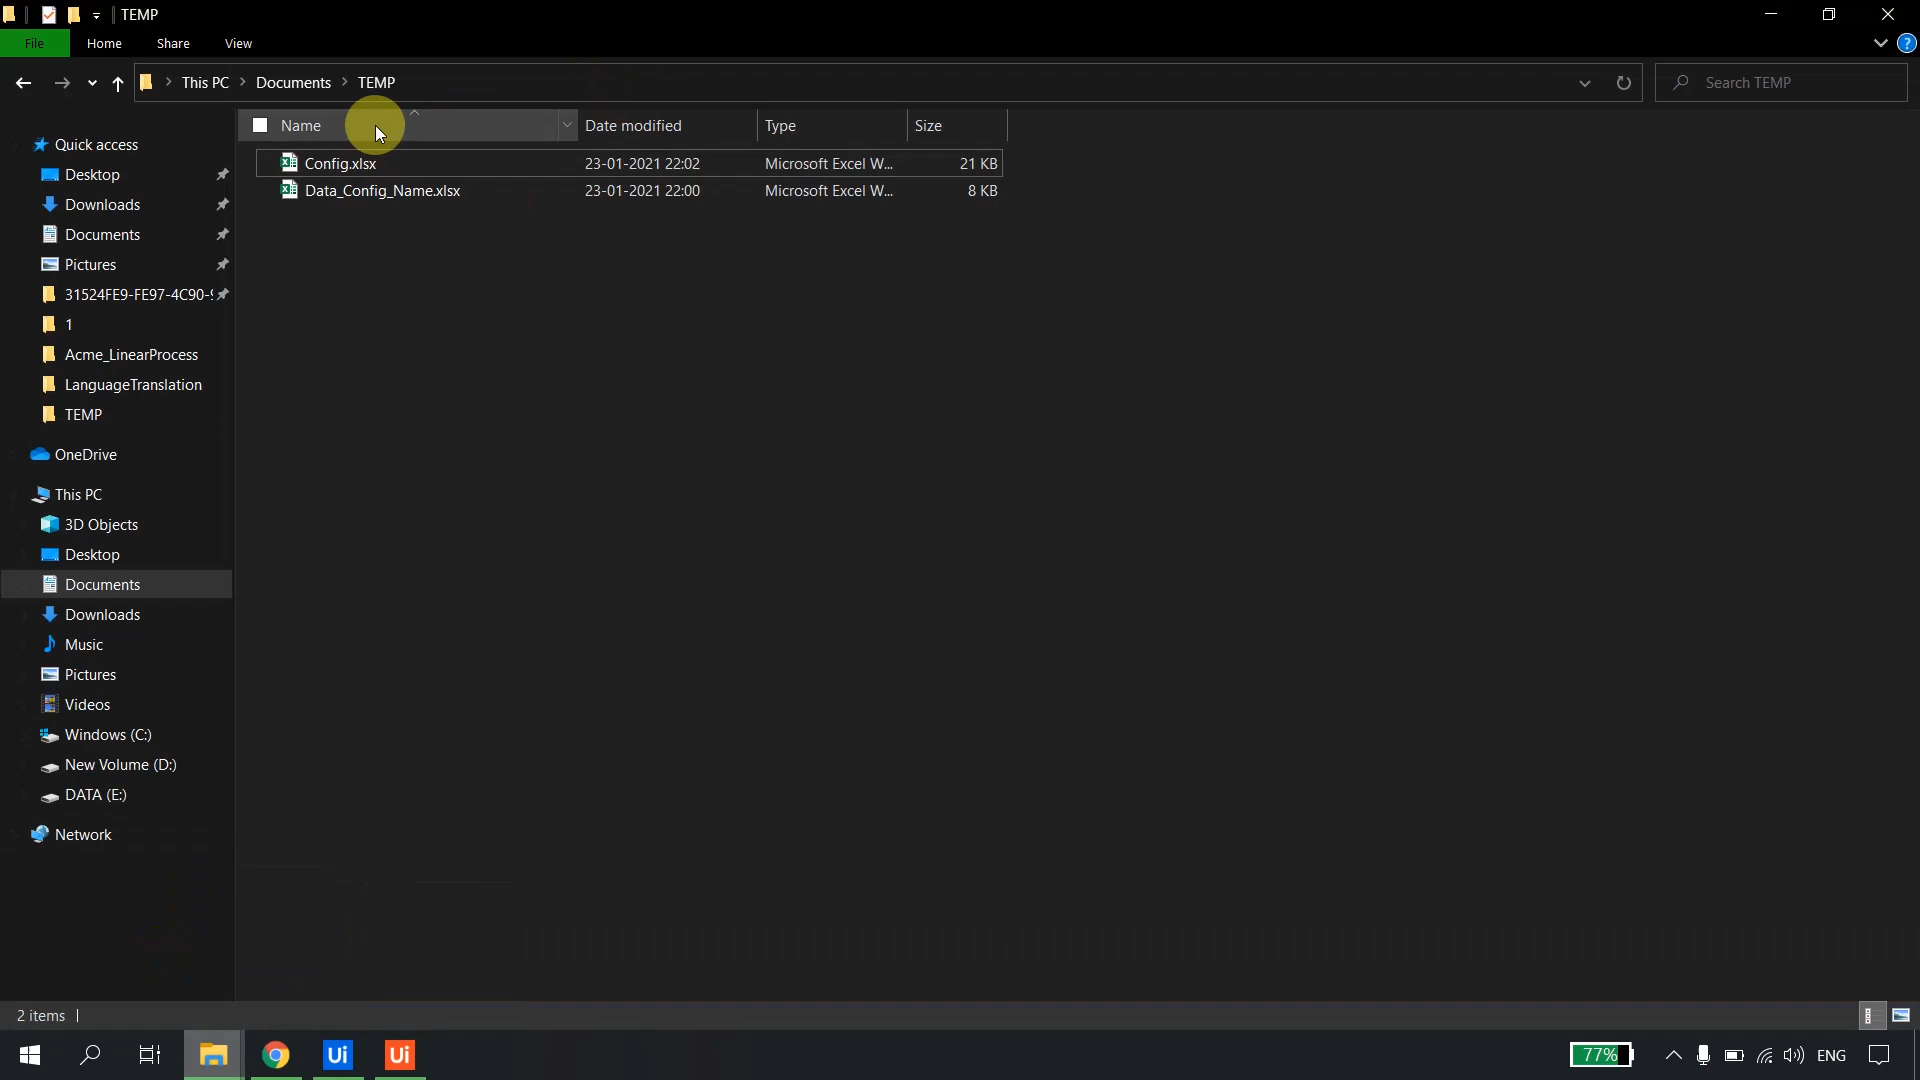 TEMP
File Home Share View
This PC Documents TEMP
Search TEMP
Name Date modified Type Size
Config.xlsx 23-01-2021 22:02 Microsoft Excel W... 21 KB
Data_Config_Name.xlsx 23-01-2021 22:00 Microsoft Excel W... 8 KB
Quick access
Desktop
Downloads
Documents
Pictures
31524FE9-FE97-4C90-
1
Acme_LinearProcess
LanguageTranslation
TEMP
OneDrive
This PC
3D Objects
Desktop
Documents
Downloads
Music
Pictures
Videos
Windows (C:)
New Volume (D:)
DATA (E:)
Network
2 items
Ui Ui 77% ENG